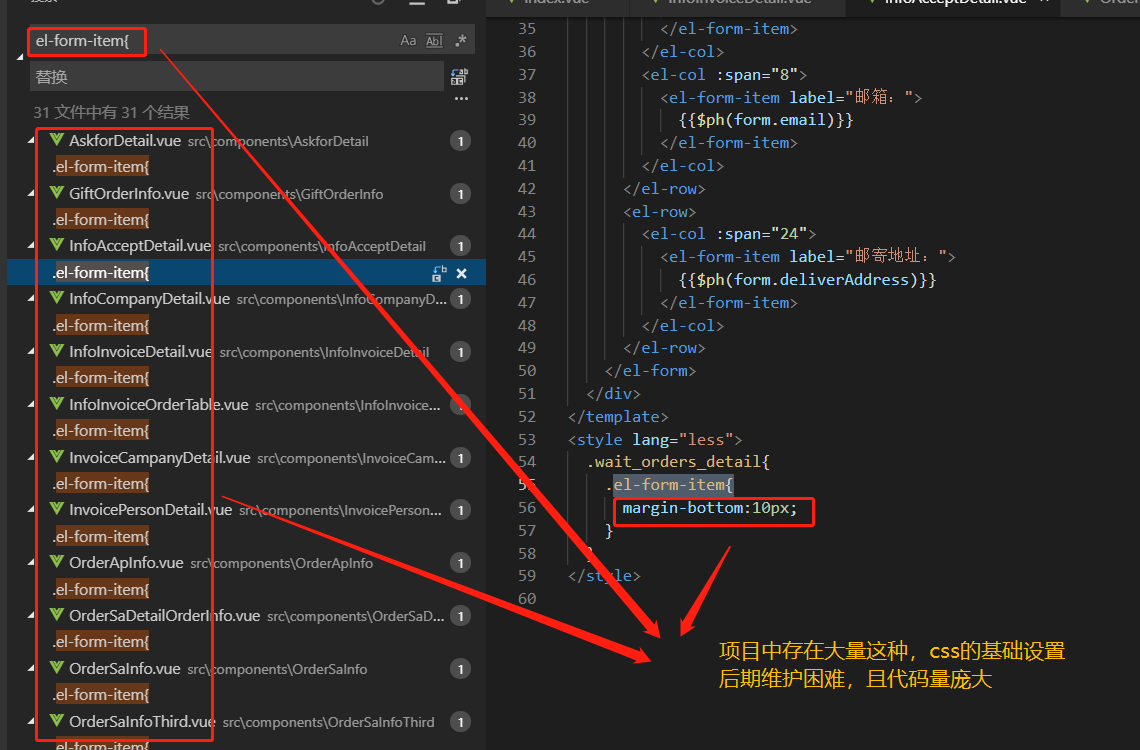 InfoAcceptDetail.vue
el-form-item{
Aa Abl .*
替换
31 文件中有 31 个结果
AskforDetail.vue src\components\AskforDetail 1
.el-form-item{
GiftOrderInfo.vue src\components\GiftOrderInfo 1
.el-form-item{
InfoAcceptDetail.vue src\components\InfoAcceptDetail 1
.el-form-item{
InfoCompanyDetail.vue src\components\InfoCompanyD... 1
.el-form-item{
InfoInvoiceDetail.vue src\components\InfoInvoiceDetail 1
.el-form-item{
InfoInvoiceOrderTable.vue src\components\InfoInvoice...
.el-form-item{
InvoiceCampanyDetail.vue src\components\InvoiceCam... 1
.el-form-item{
InvoicePersonDetail.vue src\components\InvoicePerson... 1
.el-form-item{
OrderApInfo.vue src\components\OrderApInfo 1
.el-form-item{
OrderSaDetailOrderInfo.vue src\components\OrderSaD... 1
.el-form-item{
OrderSaInfo.vue src\components\OrderSaInfo 1
.el-form-item{
OrderSaInfoThird.vue src\components\OrderSaInfoThird 1
.el-form-item{
35 </el-form-item>
36 </el-col>
37 <el-col :span="8">
38 <el-form-item label="邮箱：">
39 {{$ph(form.email)}}
40 </el-form-item>
41 </el-col>
42 </el-row>
43 <el-row>
44 <el-col :span="24">
45 <el-form-item label="邮寄地址：">
46 {{$ph(form.deliverAddress)}}
47 </el-form-item>
48 </el-col>
49 </el-row>
50 </el-form>
51 </div>
52 </template>
53 <style lang="less">
54 .wait_orders_detail{
55 .el-form-item{
56 margin-bottom:10px;
57 }
58 }
59 </style>
60
项目中存在大量这种，css的基础设置
后期维护困难，且代码量庞大